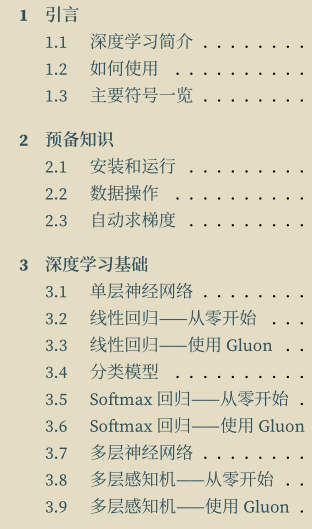 1 引言
1.1 深度学习简介 . . . . . . . .
1.2 如何使用 . . . . . . . . . .
1.3 主要符号一览 . . . . . . . .
2 预备知识
2.1 安装和运行 . . . . . . . . .
2.2 数据操作 . . . . . . . . . .
2.3 自动求梯度 . . . . . . . . .
3 深度学习基础
3.1 单层神经网络 . . . . . . . .
3.2 线性回归——从零开始 . . .
3.3 线性回归——使用 Gluon . .
3.4 分类模型 . . . . . . . . . .
3.5 Softmax 回归——从零开始 .
3.6 Softmax 回归——使用 Gluon
3.7 多层神经网络 . . . . . . . .
3.8 多层感知机——从零开始 . .
3.9 多层感知机——使用 Gluon .